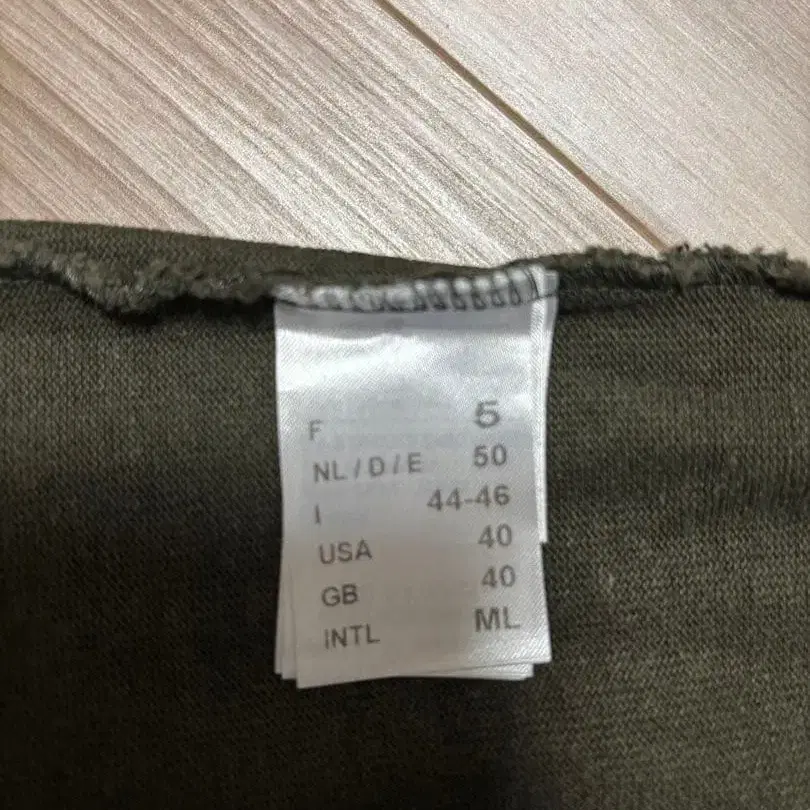 F 5
NL / D / E 50
I 44-46
USA 40
GB 40
INTL ML